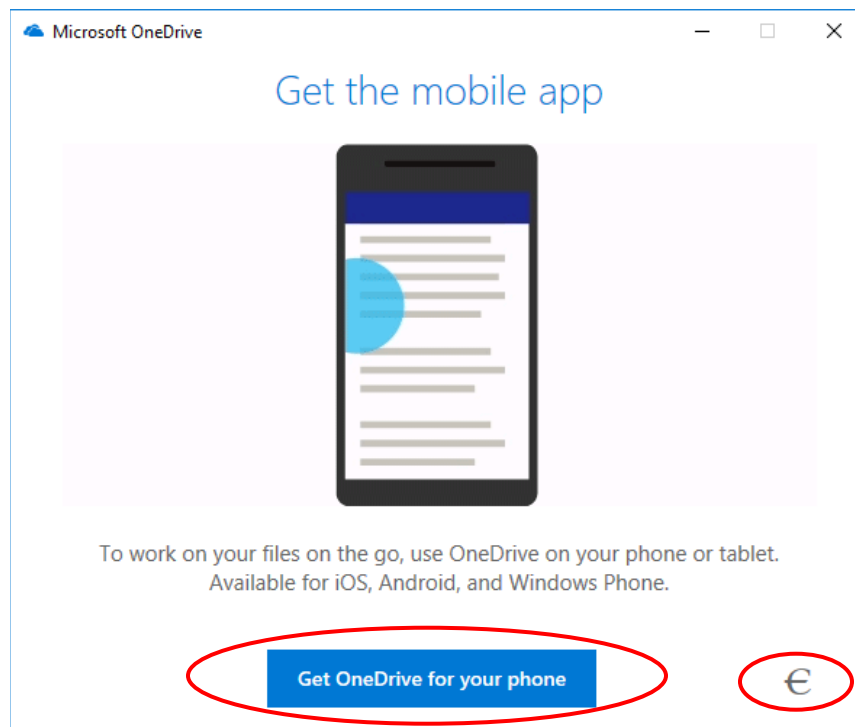 Microsoft OneDrive
Get the mobile app
To work on your files on the go, use OneDrive on your phone or tablet.
Available for iOS, Android, and Windows Phone.
Get OneDrive for your phone
€